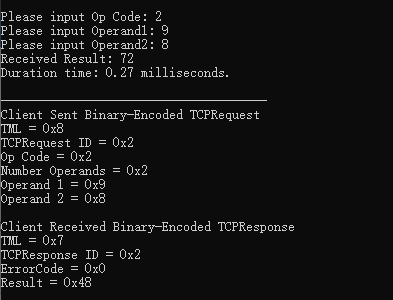 Please input Op Code: 2
Please input Operand1: 9
Please input Operand2: 8
Received Result: 72
Duration time: 0.27 milliseconds.
Client Sent Binary-Encoded TCPRequest
TML = 0x8
TCPRequest ID = 0x2
Op Code = 0x2
Number Operands = 0x2
Operand 1 = 0x9
Operand 2 = 0x8
Client Received Binary-Encoded TCPResponse
TML = 0x7
TCPResponse ID = 0x2
ErrorCode = 0x0
Result = 0x48